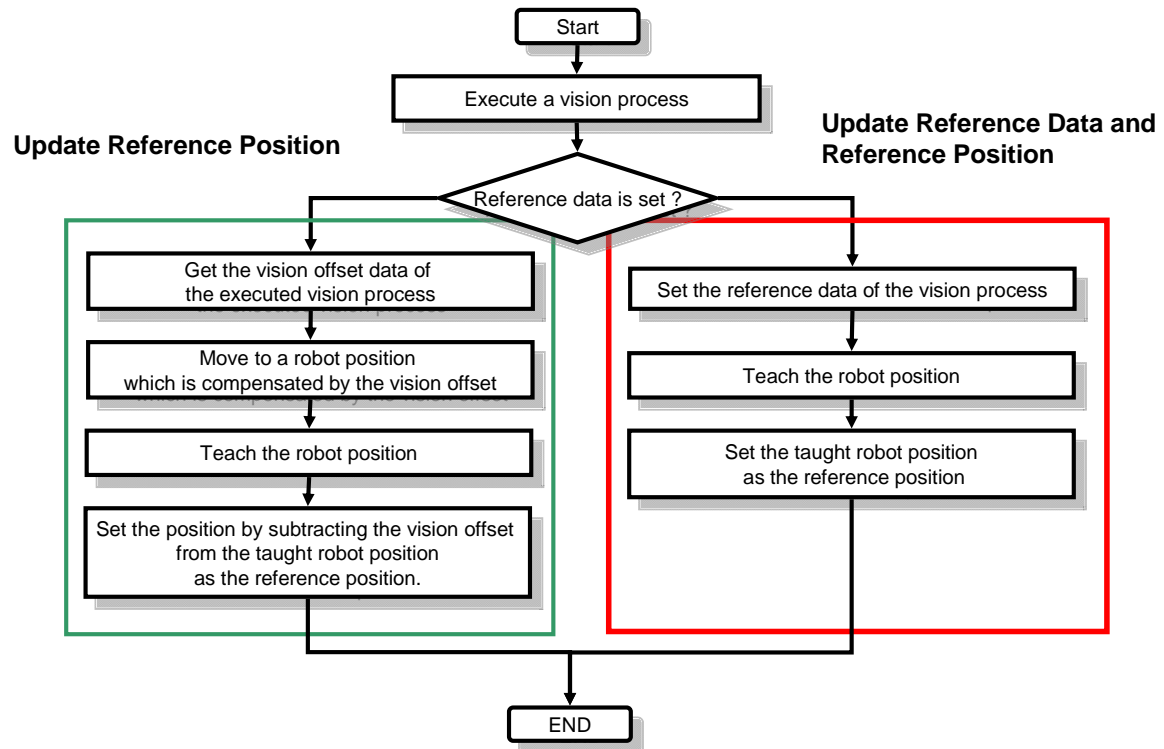 Start
Execute a vision process
Update Reference Position
Update Reference Data and
Reference Position
Reference data is set ?
Get the vision offset data of
the executed vision process
Move to a robot position
which is compensated by the vision offset
Teach the robot position
Set the position by subtracting the vision offset
from the taught robot position
as the reference position.
Set the reference data of the vision process
Teach the robot position
Set the taught robot position
as the reference position
END